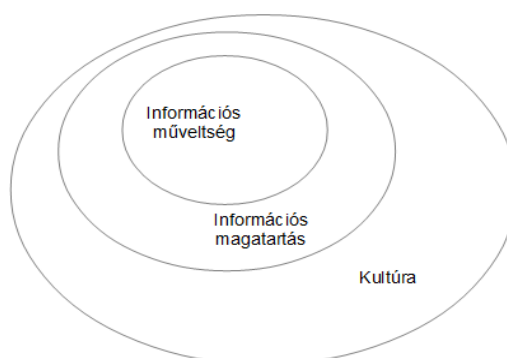 Információs
műveltség
Információs
magatartás
Kultúra